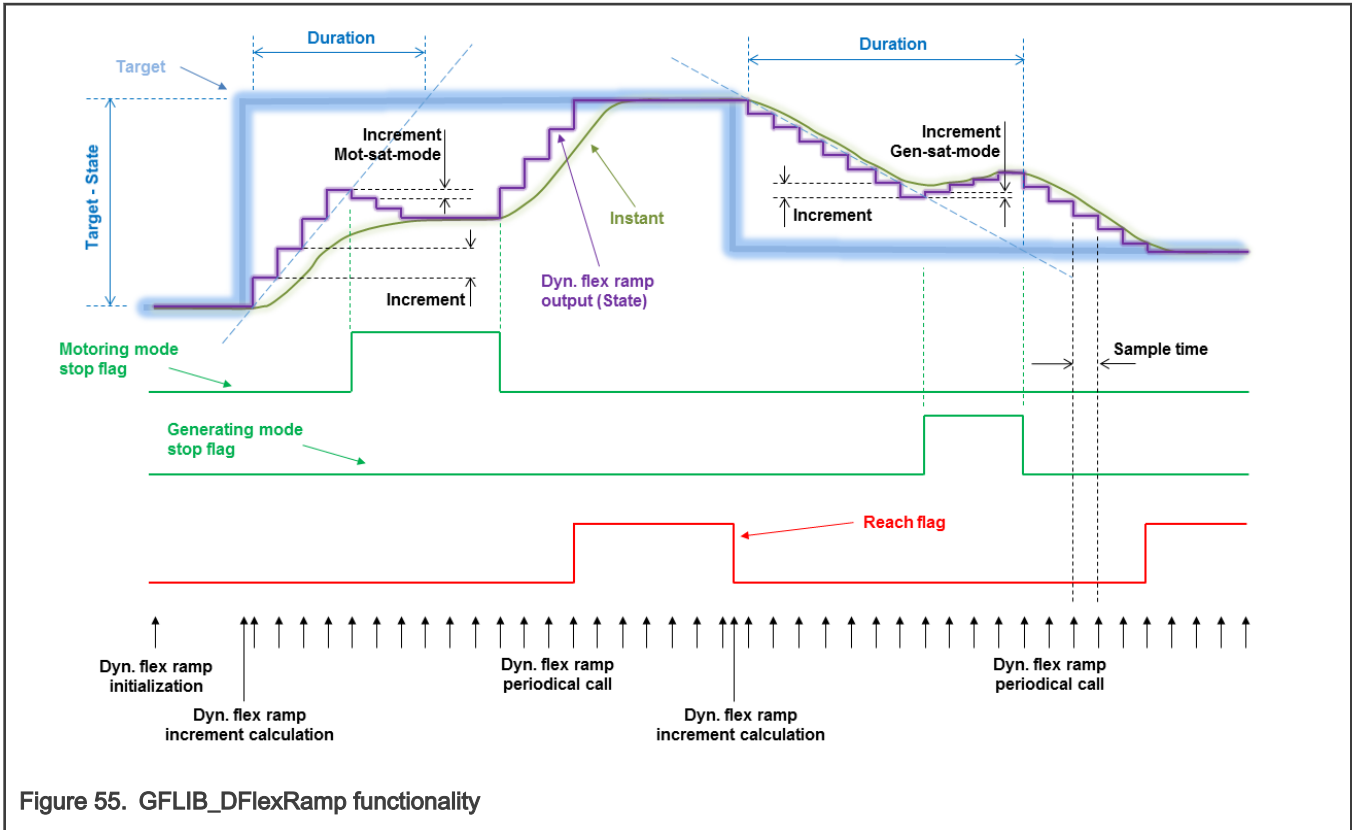 Duration
Duration
Target
Target - State
Increment
Mot-sat-mode
Increment
Instant
Dyn. flex ramp
output (State)
Increment
Gen-sat-mode
Increment
Motoring mode
stop flag
Sample time
Generating mode
stop flag
Reach flag
Dyn. flex ramp
initialization
Dyn. flex ramp
increment calculation
Dyn. flex ramp
periodical call
Dyn. flex ramp
increment calculation
Dyn. flex ramp
periodical call
Figure 55. GFLIB_DFlexRamp functionality